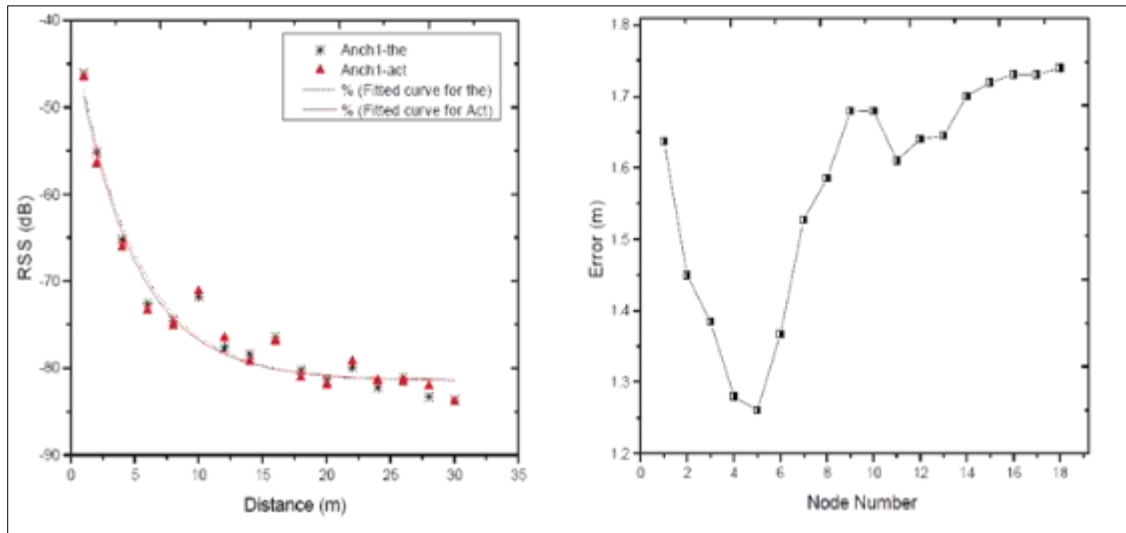 -40
-50
-60
-70
-80
-90
RSS (dB)
Anch1-the
Anch1-act
% (Fitted curve for the)
% (Fitted curve for Act)
0 5 10 15 20 25 30 35
Distance (m)
1.8
1.7
1.6
1.5
1.4
1.3
1.2
Error (m)
0 2 4 6 8 10 12 14 16 18
Node Number